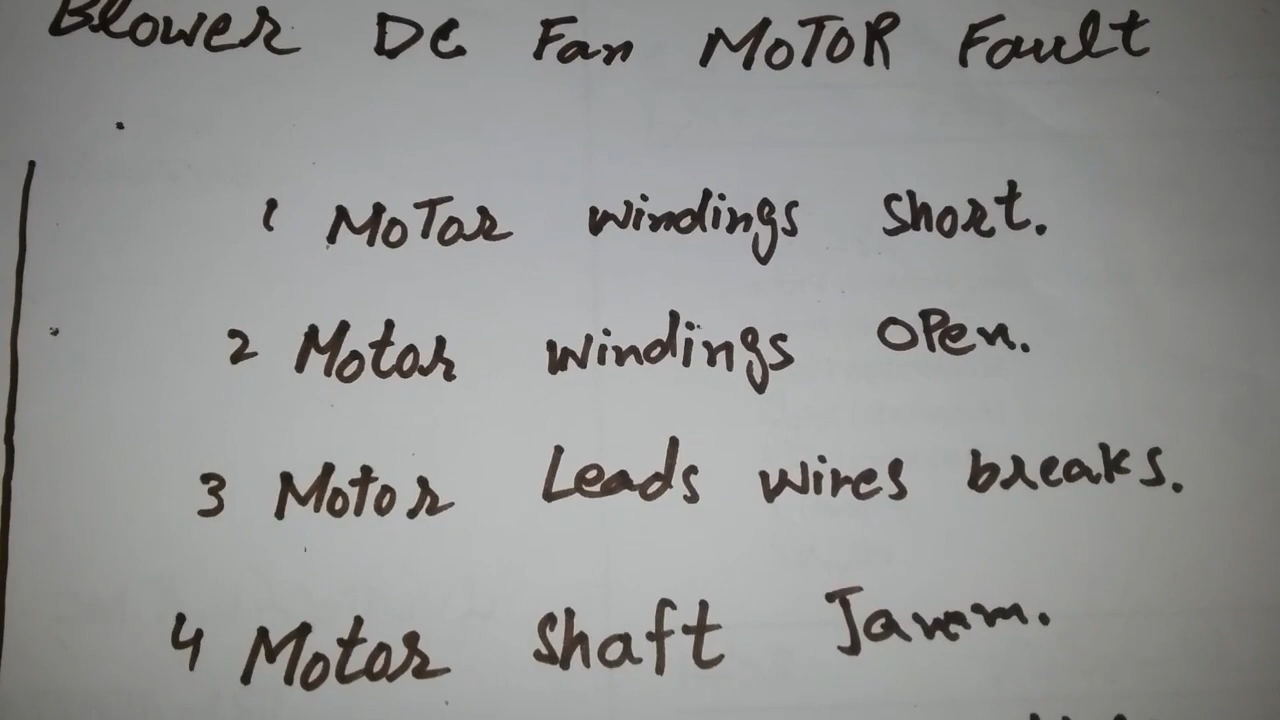 Blower DC Fan MOTOR Fault
1 MoTor windings short.
2 Motor windings OPen.
3 Motor Leads wires breaks.
4 Motor shaft Jamm.